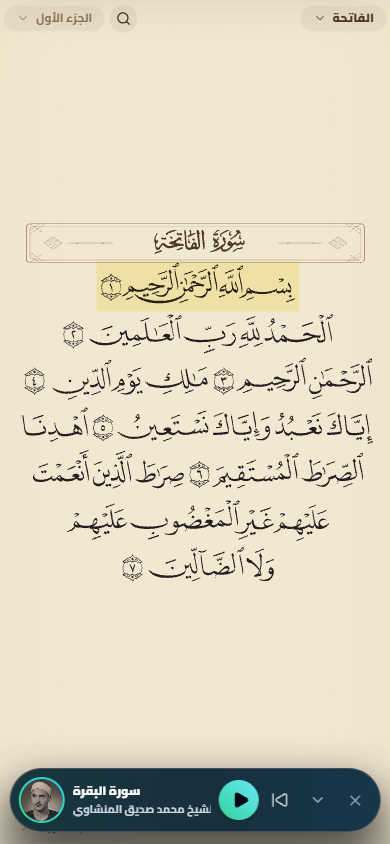 الفاتحة
الجزء الأول
سُورَةُ الفَاتِحَةِ
بِسْمِ ٱللَّهِ ٱلرَّحْمَٰنِ ٱلرَّحِيمِ ١
ٱلْحَمْدُ لِلَّهِ رَبِّ ٱلْعَٰلَمِينَ ٢
ٱلرَّحْمَٰنِ ٱلرَّحِيمِ ٣ مَٰلِكِ يَوْمِ ٱلدِّينِ ٤
إِيَّاكَ نَعْبُدُ وَإِيَّاكَ نَسْتَعِينُ ٥ ٱهْدِنَا
ٱلصِّرَٰطَ ٱلْمُسْتَقِيمَ ٦ صِرَٰطَ ٱلَّذِينَ أَنْعَمْتَ
عَلَيْهِمْ غَيْرِ ٱلْمَغْضُوبِ عَلَيْهِمْ
وَلَا ٱلضَّآلِّينَ ٧
سورة البقرة
لشيخ محمد صديق المنشاوي